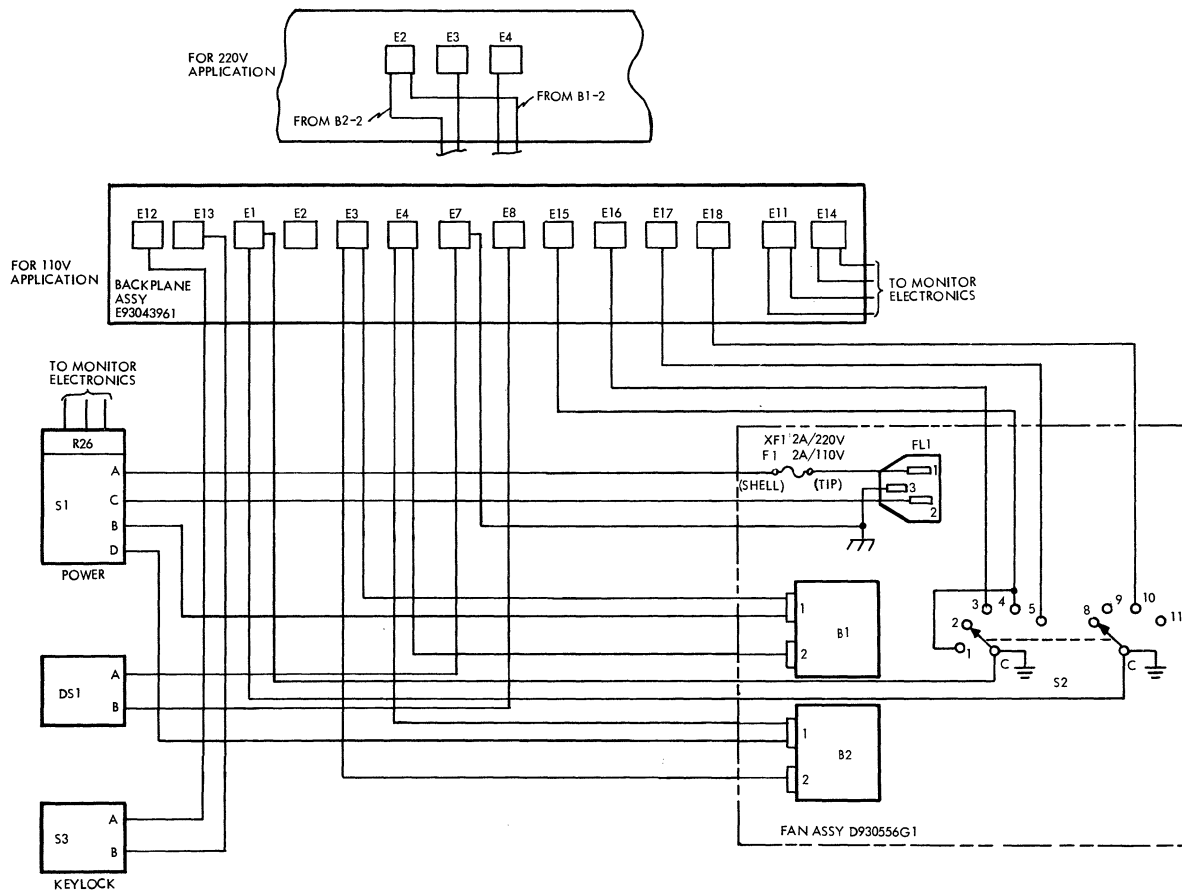 E2 E3 E4
FOR 220V
APPLICATION
FROM B1-2
FROM B2-2
E12 E13 E1 E2 E3 E4 E7 E8 E15 E16 E17 E18 E11 E14
FOR 110V
APPLICATION
BACKPLANE
ASSY
E93043961
TO MONITOR
ELECTRONICS
TO MONITOR
ELECTRONICS
R26
S1
A
C
B
D
POWER
XF1 2A/220V
F1 2A/110V
(SHELL) (TIP)
FL1
1
3
2
B1
1
2
3 4 5
2
1
C
8 9 10 11
C
S2
DS1
A
B
B2
1
2
S3
A
B
KEYLOCK
FAN ASSY D930556G1